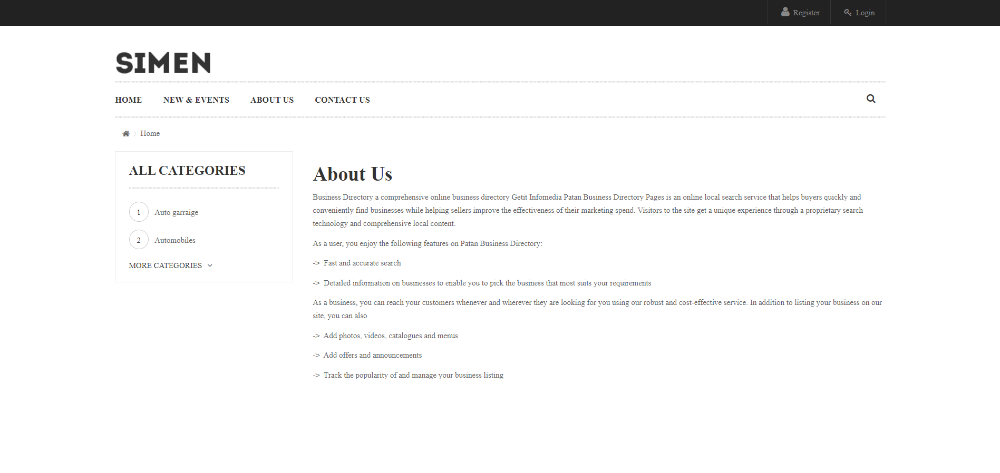 Register
Login
SIMEN
HOME
NEW & EVENTS
ABOUT US
CONTACT US
/ Home
ALL CATEGORIES
1 Auto garraige
2 Automobiles
MORE CATEGORIES
About Us
Business Directory a comprehensive online business directory Getit Infomedia Patan Business Directory Pages is an online local search service that helps buyers quickly and
conveniently find businesses while helping sellers improve the effectiveness of their marketing spend. Visitors to the site get a unique experience through a proprietary search
technology and comprehensive local content.
As a user, you enjoy the following features on Patan Business Directory:
-> Fast and accurate search
-> Detailed information on businesses to enable you to pick the business that most suits your requirements
As a business, you can reach your customers whenever and wherever they are looking for you using our robust and cost-effective service. In addition to listing your business on our
site, you can also
-> Add photos, videos, catalogues and menus
-> Add offers and announcements
-> Track the popularity of and manage your business listing